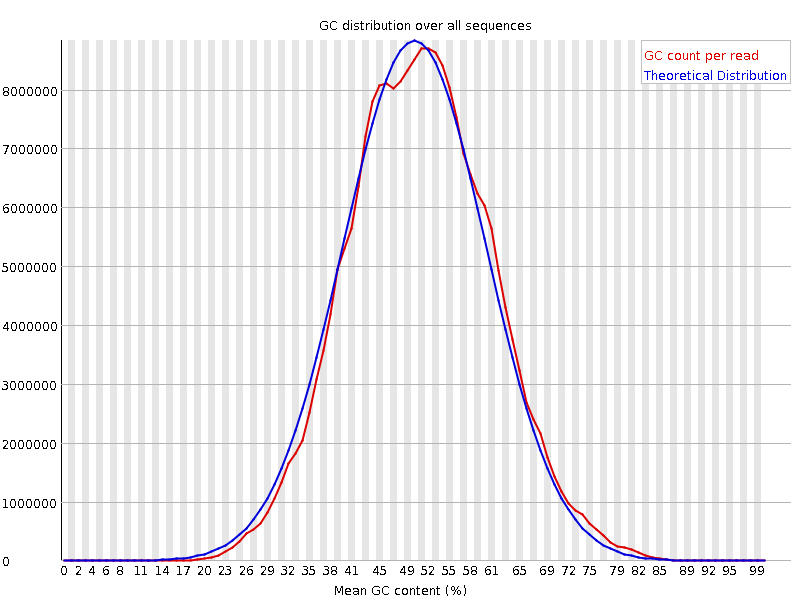 GC distribution over all sequences
GC count per read
Theoretical Distribution
8000000
7000000
6000000
5000000
4000000
3000000
2000000
1000000
0
0 2 4 6 8 11 14 17 20 23 26 29 32 35 38 41 45 49 52 55 58 61 65 69 72 75 79 82 85 89 92 95 99
Mean GC content (%)